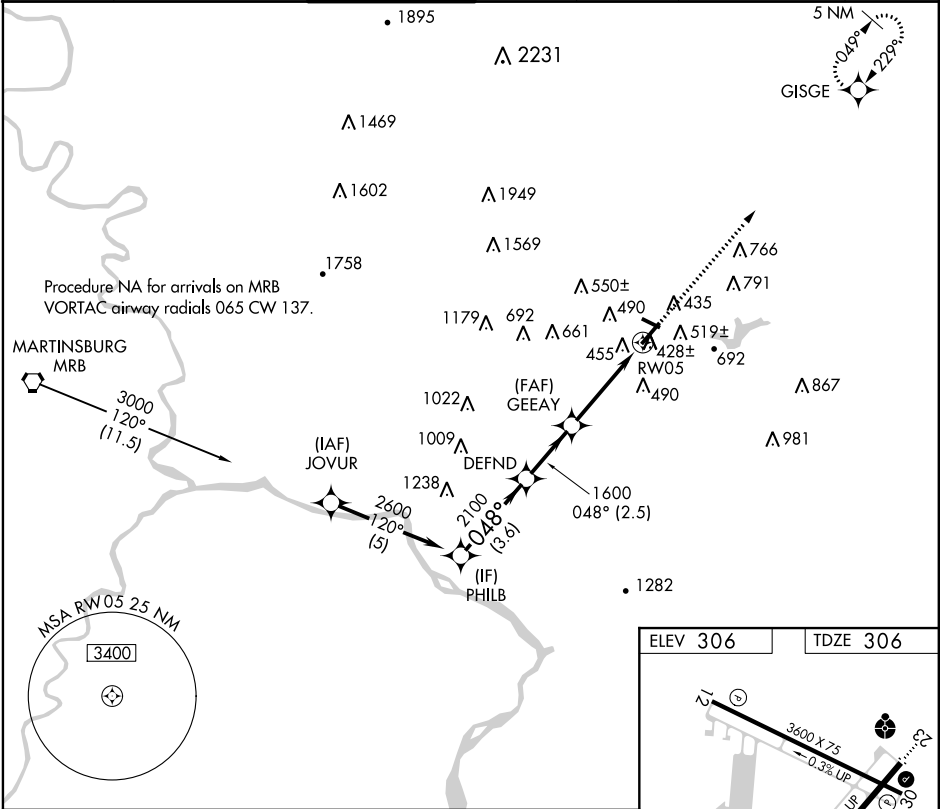 1895
2231
5 NM
049°
229°
GISGE
1469
1602
1949
1569
1758
766
791
550±
490
435
Procedure NA for arrivals on MRB
VORTAC airway radials 065 CW 137.
1179
692
661
519±
455
428±
692
RW05
MARTINSBURG
MRB
490
867
(FAF)
GEEAY
3000
120°
(11.5)
1022
1009
981
(IAF)
JOVUR
DEFND
1238
1600
048° (2.5)
2600
120°
(5)
2100
048°
(3.6)
(IF)
PHILB
1282
MSA RW05 25 NM
3400
ELEV 306
TDZE 306
12
P
3600 X 75
0.3% UP
23
P
30
UP
P